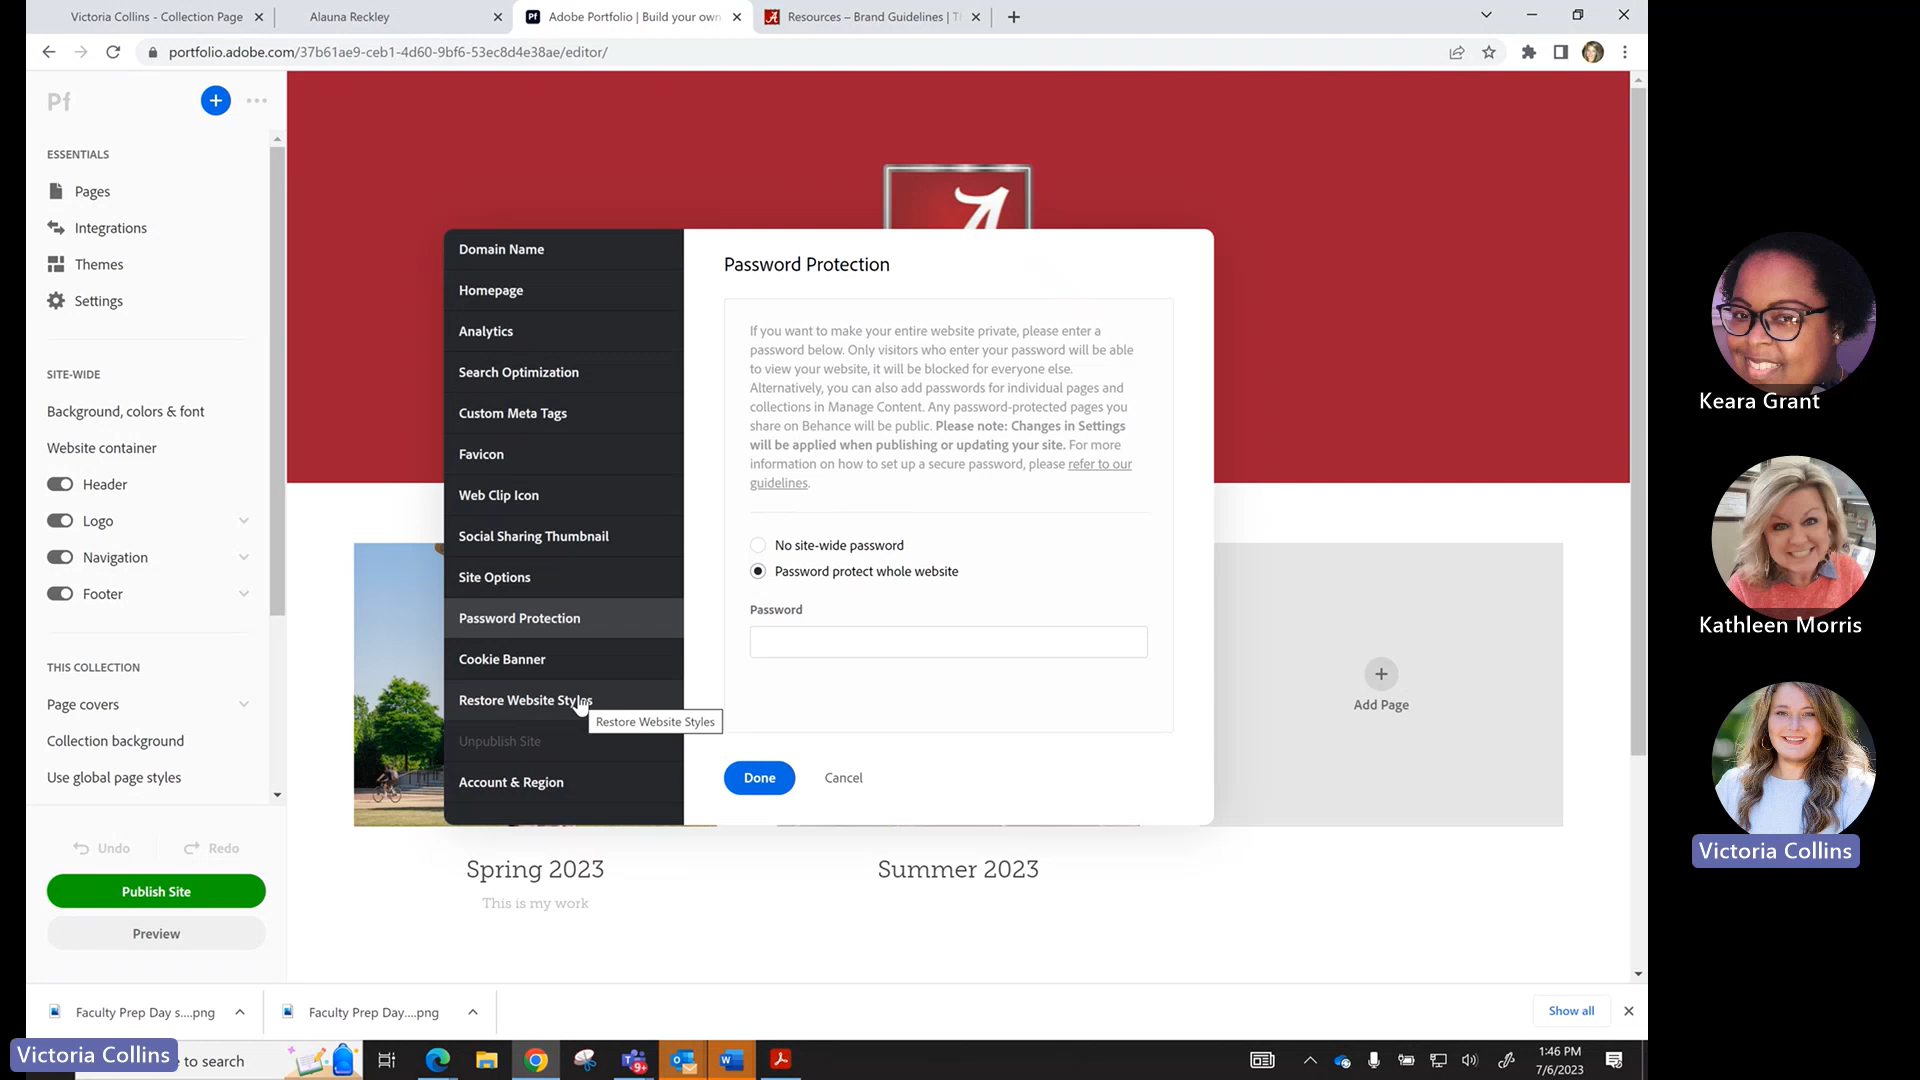 Victoria Collins - Collection Page
Alauna Reckley
Adobe Portfolio | Build your own
Resources – Brand Guidelines | T
portfolio.adobe.com/37b61ae9-ceb1-4d60-9bf6-53ec8d4e38ae/editor/
Pf
ESSENTIALS
Pages
Integrations
Themes
Settings
SITE-WIDE
Background, colors & font
Website container
Header
Logo
Navigation
Footer
THIS COLLECTION
Page covers
Collection background
Use global page styles
Undo
Redo
Publish Site
Preview
Domain Name
Homepage
Analytics
Search Optimization
Custom Meta Tags
Favicon
Web Clip Icon
Social Sharing Thumbnail
Site Options
Password Protection
Cookie Banner
Restore Website Styles
Restore Website Styles
Unpublish Site
Account & Region
Password Protection
If you want to make your entire website private, please enter a
password below. Only visitors who enter your password will be able
to view your website, it will be blocked for everyone else.
Alternatively, you can also add passwords for individual pages and
collections in Manage Content. Any password-protected pages you
share on Behance will be public. Please note: Changes in Settings
will be applied when publishing or updating your site. For more
information on how to set up a secure password, please refer to our
guidelines.
No site-wide password
Password protect whole website
Password
Done
Cancel
Add Page
Spring 2023
This is my work
Summer 2023
Keara Grant
Kathleen Morris
Victoria Collins
Faculty Prep Day s....png
Faculty Prep Day....png
Show all
Victoria Collins
e to search
9+
1:46 PM
7/6/2023